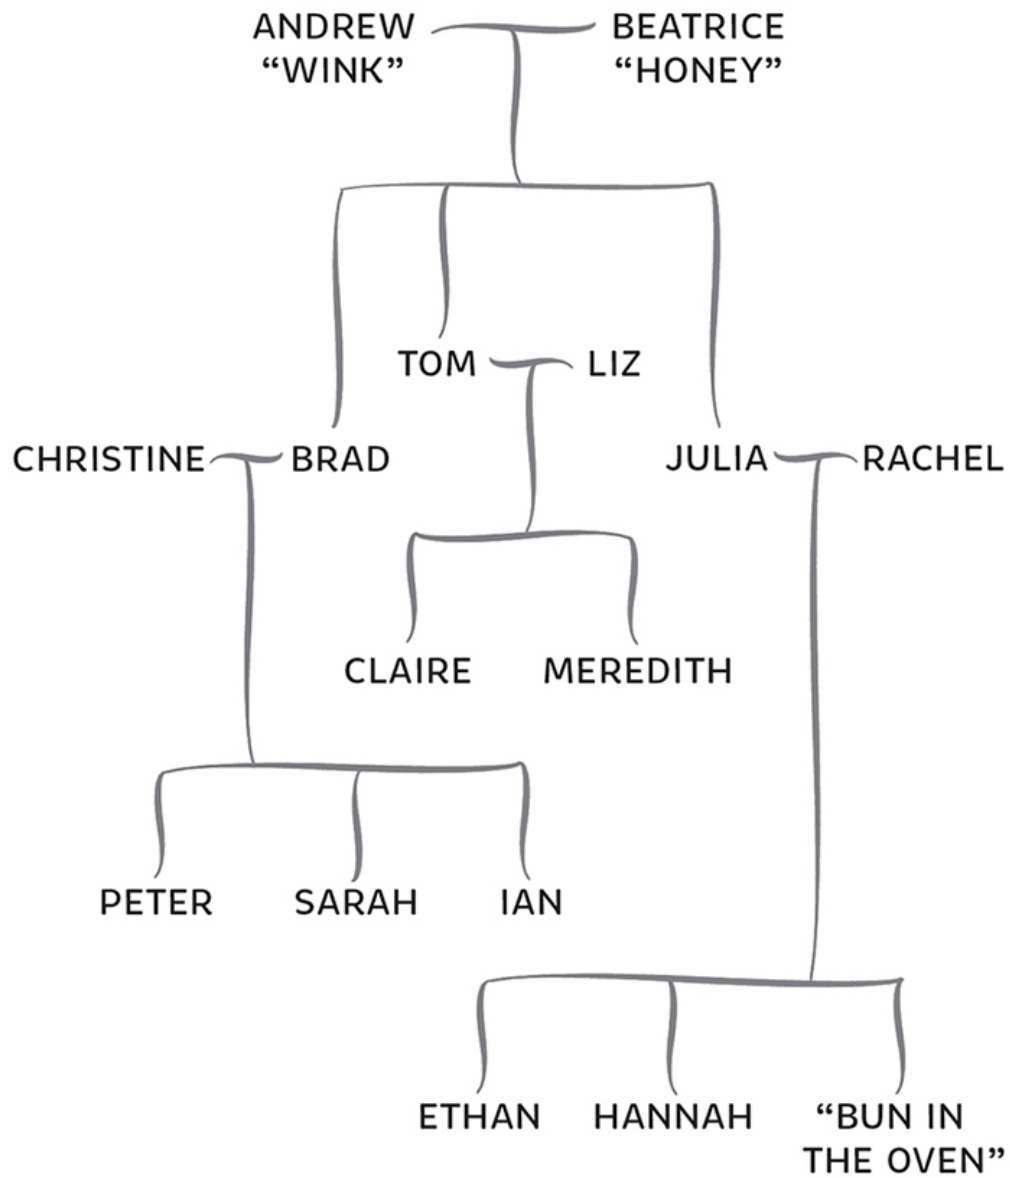 ANDREW
“WINK”
BEATRICE
“HONEY”
TOM
LIZ
CHRISTINE
BRAD
JULIA
RACHEL
CLAIRE
MEREDITH
PETER
SARAH
IAN
ETHAN
HANNAH
“BUN IN
THE OVEN”